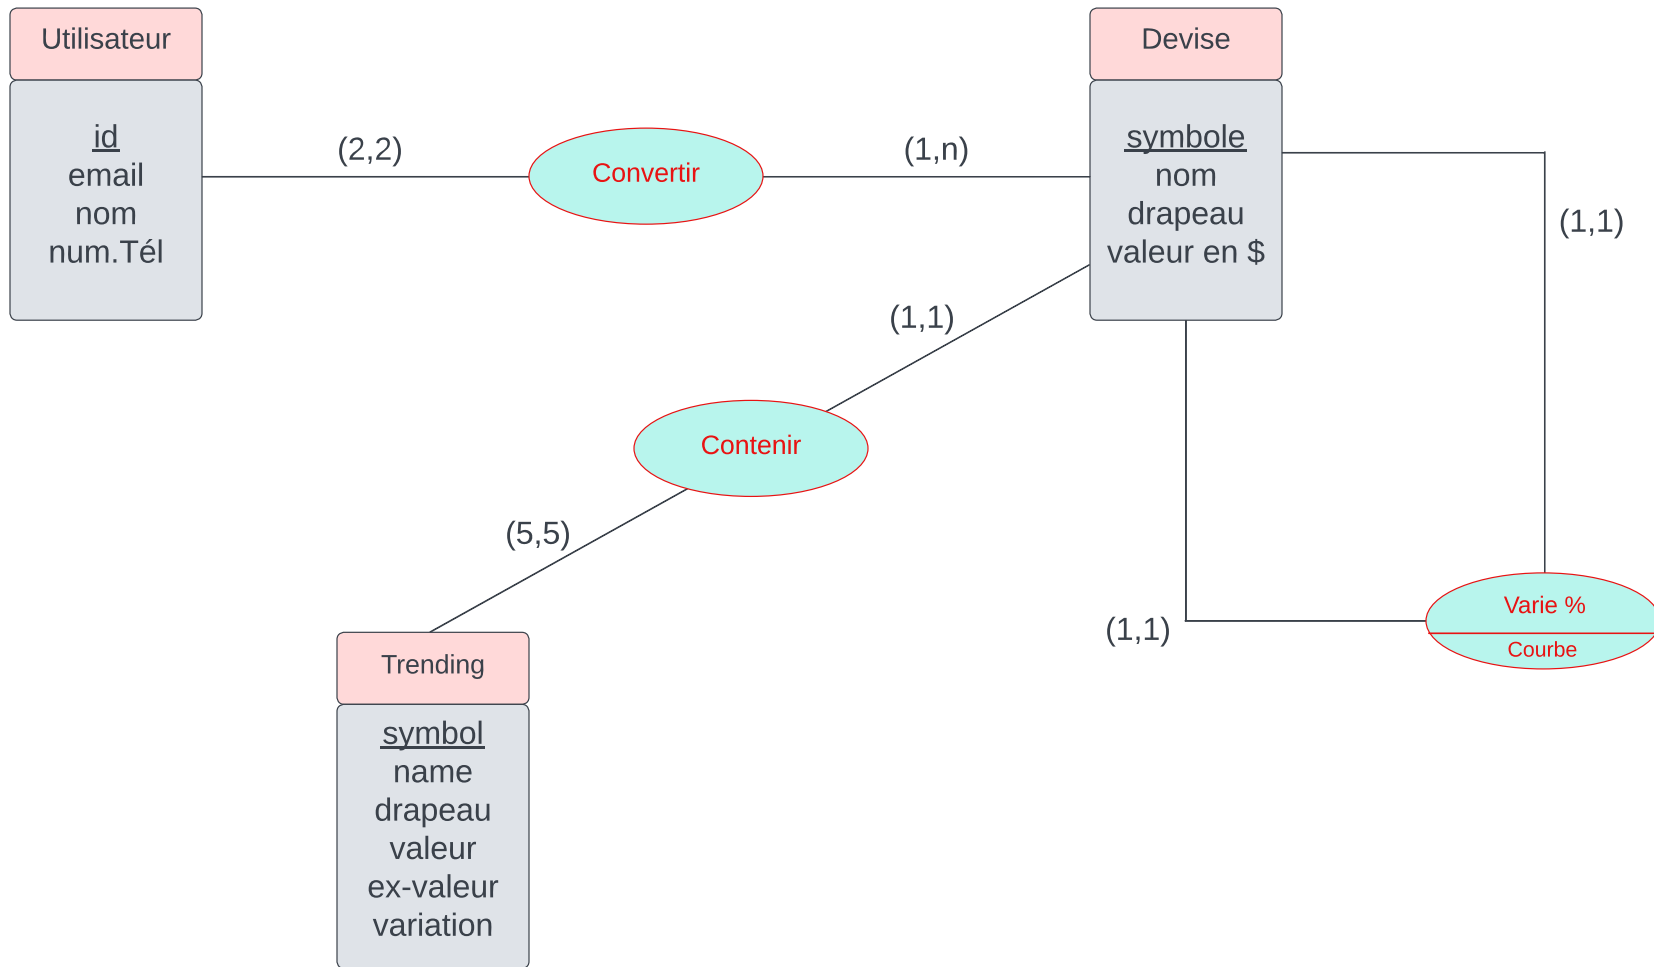 Utilisateur
id
email
nom
num.Tél
(2,2)
Convertir
(1,n)
Devise
symbole
nom
drapeau
valeur en $
(1,1)
(1,1)
Contenir
(5,5)
(1,1)
Varie %
Courbe
Trending
symbol
name
drapeau
valeur
ex-valeur
variation